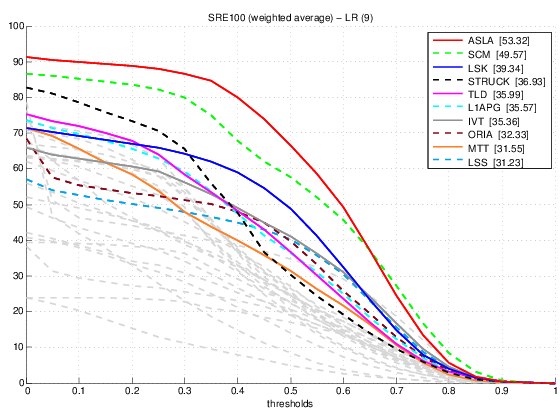 SRE100 (weighted average) – LR (9)
100
90
80
70
60
50
40
30
20
10
0
ASLA [53.32]
SCM [49.57]
LSK [39.34]
STRUCK [36.93]
TLD [35.99]
L1APG [35.57]
IVT [35.36]
ORIA [32.33]
MTT [31.55]
LSS [31.23]
0 0.1 0.2 0.3 0.4 0.5 0.6 0.7 0.8 0.9 1
thresholds